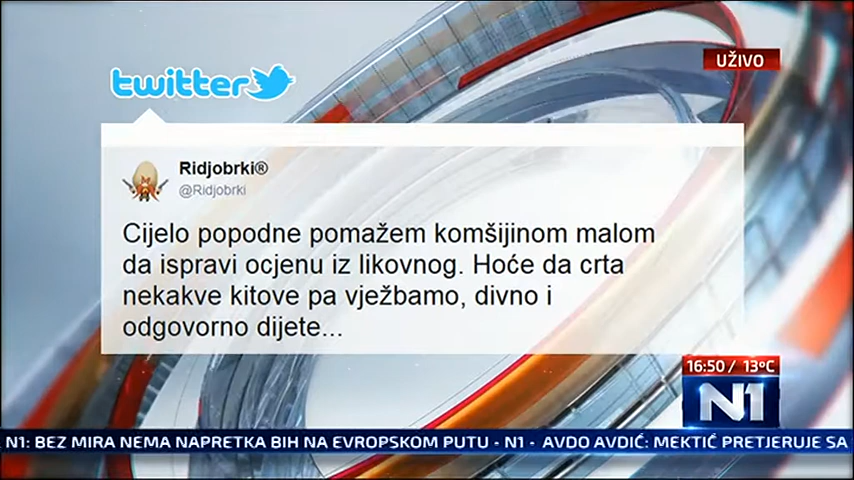 UŽIVO
twitter
Ridjobrki®
@Ridjobrki
Cijelo popodne pomažem komšijinom malom
da ispravi ocjenu iz likovnog. Hoće da crta
nekakve kitove pa vježbamo, divno i
odgovorno dijete...
16:50/ 13°C
N1
N1: BEZ MIRA NEMA NAPRETKA BIH NA EVROPSKOM PUTU - N1 - AVDO AVDIĆ: MEKTIĆ PRETJERUJE SA